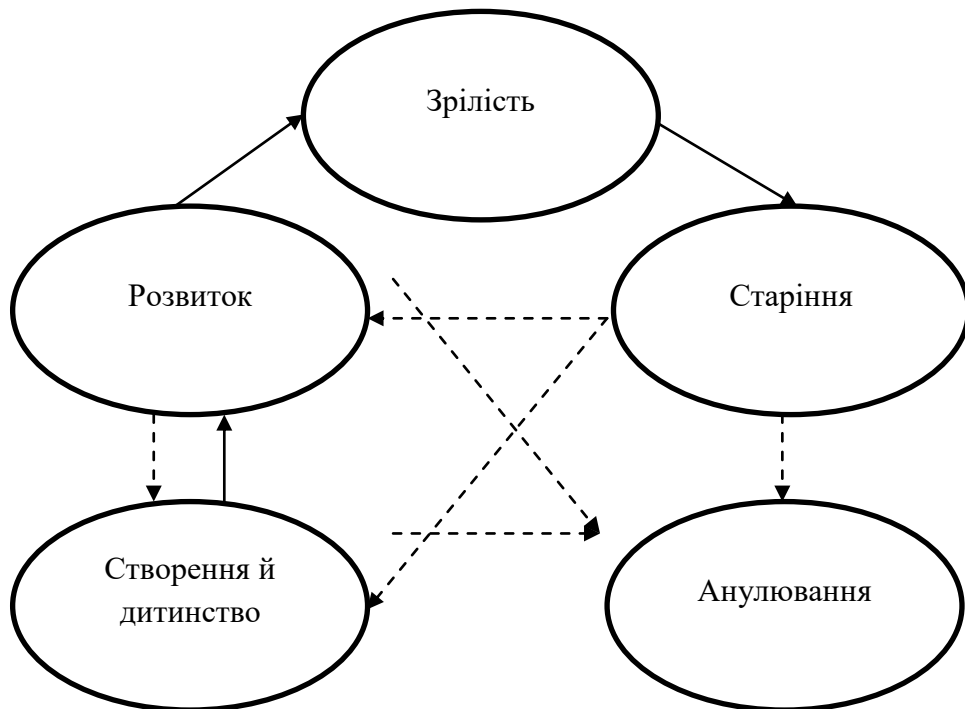 Зрілість
Розвиток
Старіння
Створення й
дитинство
Анулювання